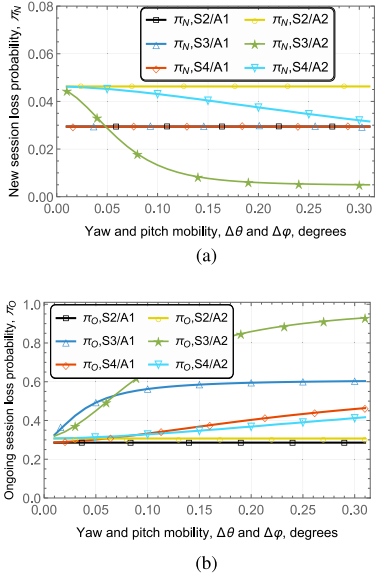 0.08
0.06
0.04
0.02
0.00
New session loss probability, πN
πN,S2/A1 πN,S2/A2
πN,S3/A1 πN,S3/A2
πN,S4/A1 πN,S4/A2
0.00 0.05 0.10 0.15 0.20 0.25 0.30
Yaw and pitch mobility, Δθ and Δφ, degrees
(a)
1.0
0.8
0.6
0.4
0.2
0.0
Ongoing session loss probability, πO
πO,S2/A1 πO,S2/A2
πO,S3/A1 πO,S3/A2
πO,S4/A1 πO,S4/A2
0.00 0.05 0.10 0.15 0.20 0.25 0.30
Yaw and pitch mobility, Δθ and Δφ, degrees
(b)